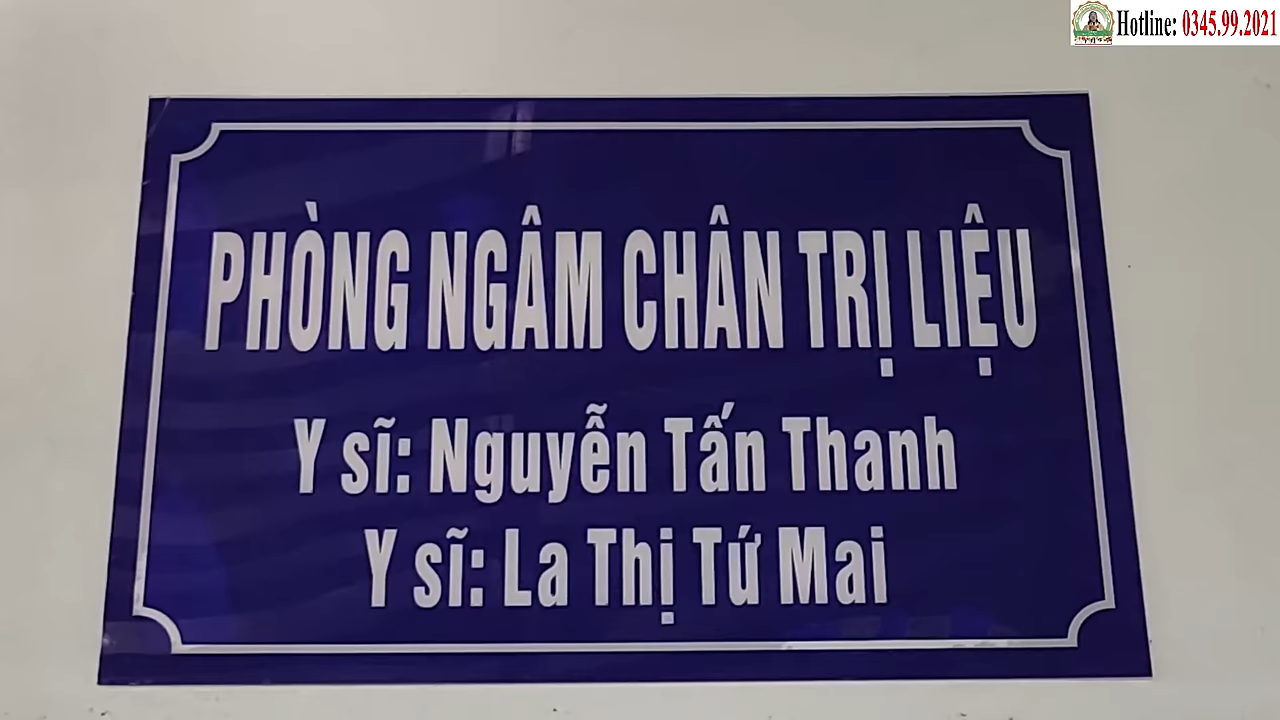 Hotline: 0345.99.2021
PHÒNG NGÂM CHÂN TRỊ LIỆU
Y sĩ: Nguyễn Tấn Thanh
Y sĩ: La Thị Tứ Mai